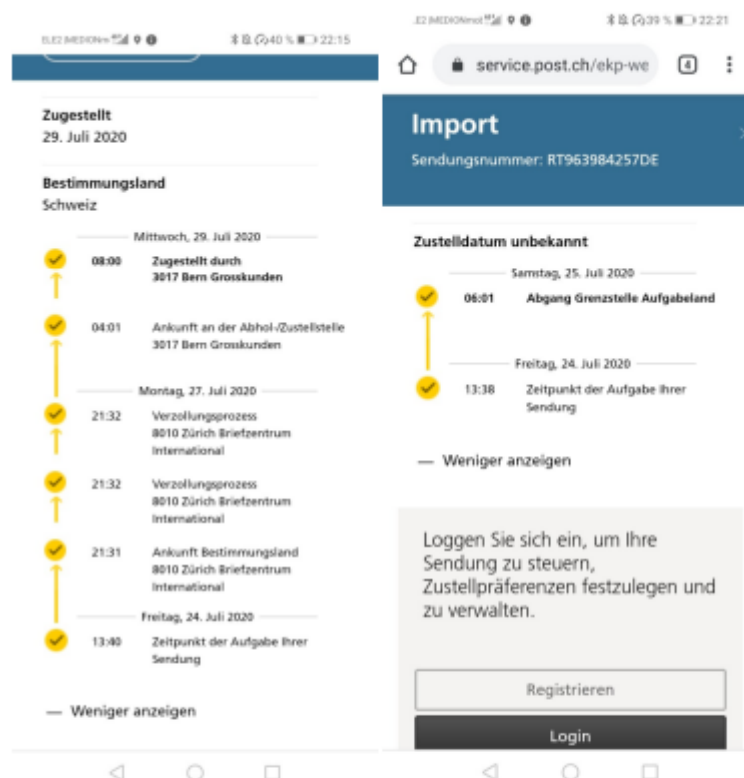 22:15
40 %
Zugestellt
29. Juli 2020
Bestimmungsland
Schweiz
Mittwoch, 29. Juli 2020
08:00 Zugestellt durch
3017 Bern Grosskunden
04:01 Ankunft an der Abhol-/Zustellstelle
3017 Bern Grosskunden
Montag, 27. Juli 2020
21:32 Verzollungsprozess
8010 Zürich Briefzentrum
International
21:32 Verzollungsprozess
8010 Zürich Briefzentrum
International
21:31 Ankunft Bestimmungsland
8010 Zürich Briefzentrum
International
Freitag, 24. Juli 2020
13:40 Zeitpunkt der Aufgabe Ihrer
Sendung
— Weniger anzeigen
39 % 22:21
service.post.ch/ekp-we 4
Import
Sendungsnummer: RT963984257DE
Zustelldatum unbekannt
Samstag, 25. Juli 2020
06:01 Abgang Grenzstelle Aufgabeland
Freitag, 24. Juli 2020
13:38 Zeitpunkt der Aufgabe Ihrer
Sendung
— Weniger anzeigen
Loggen Sie sich ein, um Ihre
Sendung zu steuern,
Zustellpräferenzen festzulegen und
zu verwalten.
Registrieren
Login